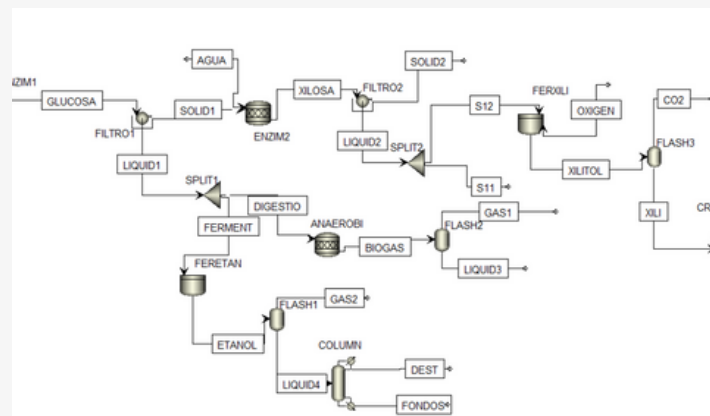 AGUA
SOLID2
NZIM1
GLUCOSA
XILOSA
FILTRO2
CO2
SOLID1
S12
FERXILI
OXIGEN
FILTRO1
ENZIM2
LIQUID2
SPLIT2
FLASH3
LIQUID1
XILITOL
SPLIT1
S11
DIGESTIO
GAS1
XILI
CR
FERMENT
ANAEROBI
FLASH2
BIOGAS
FERETAN
LIQUID3
FLASH1
GAS2
ETANOL
COLUMN
DEST
LIQUID4
FONDOS